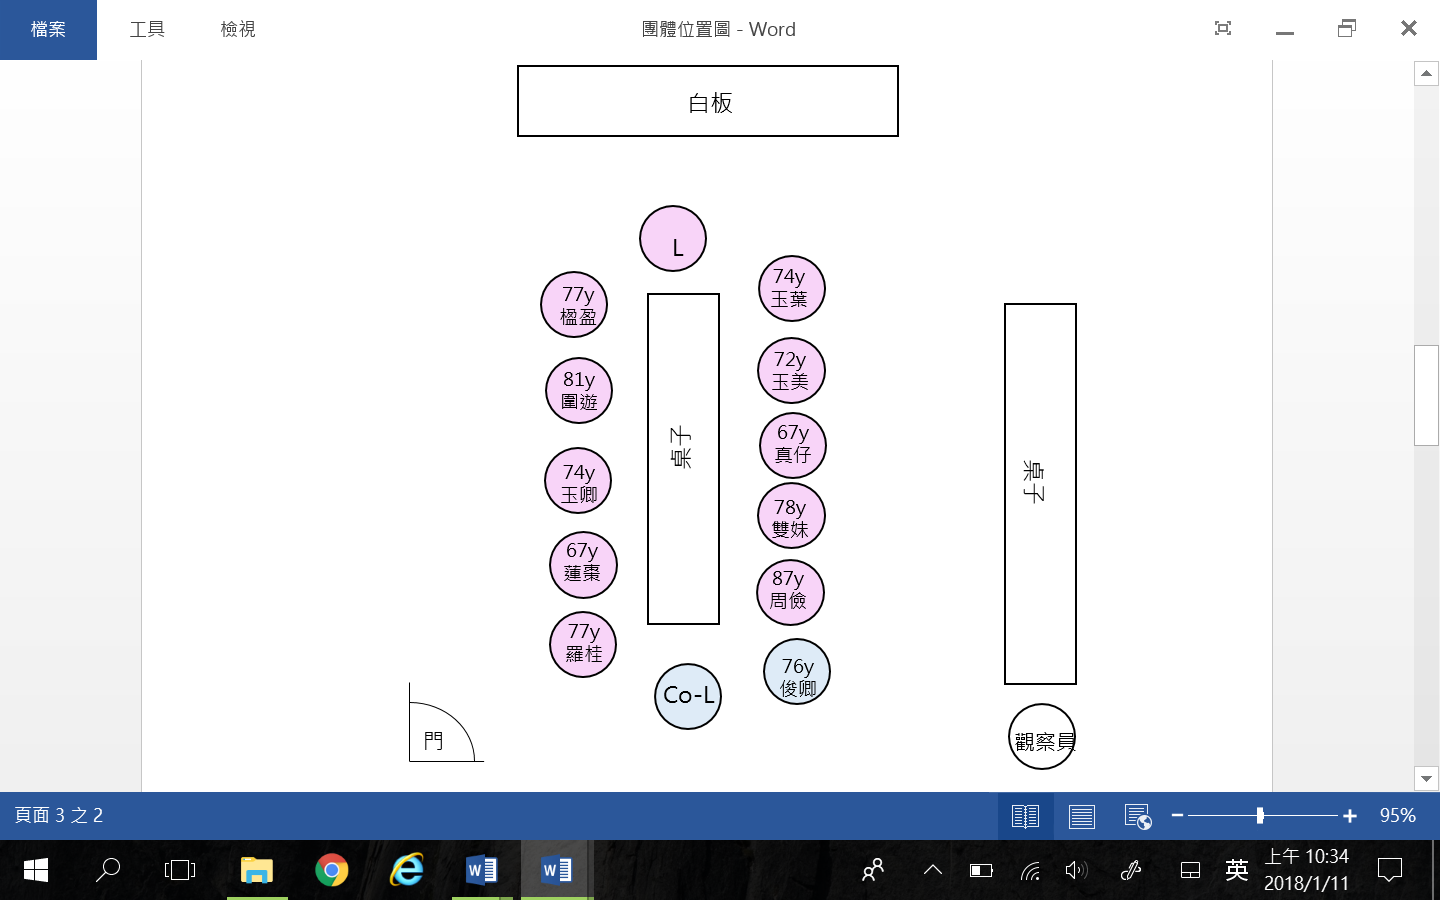 檔案 工具 檢視 團體位置圖 - Word
白板
L
77y
楹盈
74y
玉葉
81y
圍遊
72y
玉美
桌子
67y
真仔
74y
玉卿
78y
雙妹
桌子
67y
蓮棗
87y
周儉
77y
羅桂
76y
俊卿
Co-L
門
觀察員
頁面 3 之 2
95%
英
上午 10:34
2018/1/11